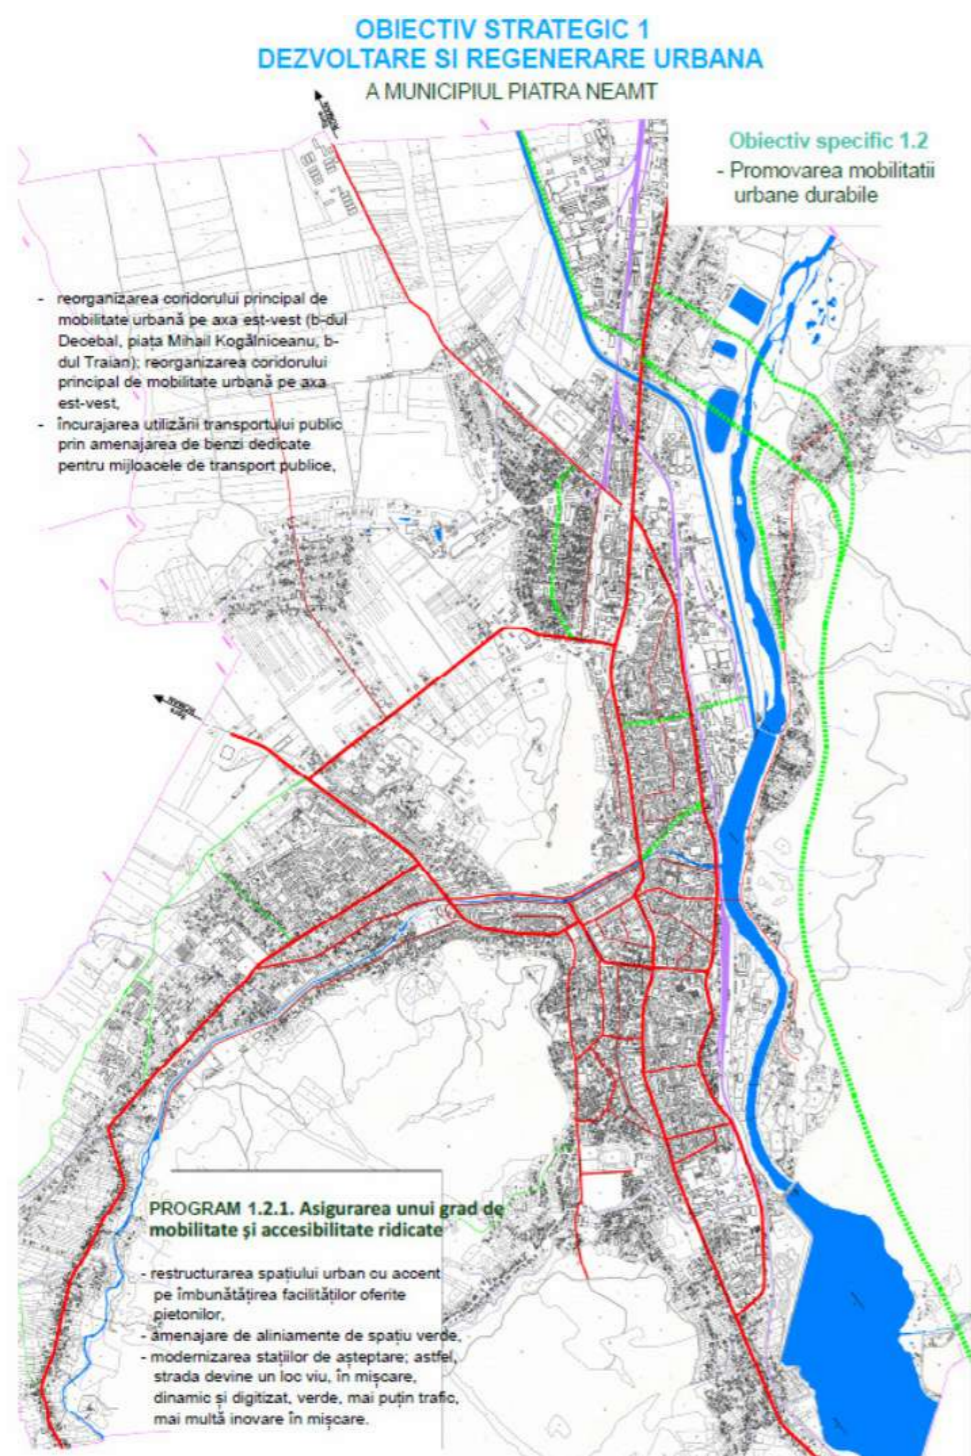 OBIECTIV STRATEGIC 1
DEZVOLTARE SI REGENERARE URBANA
A MUNICIPIUL PIATRA NEAMT
Obiectiv specific 1.2
- Promovarea mobilitatii
urbane durabile
- reorganizarea coridorului principal de
mobilitate urbană pe axa est-vest (b-dul
Decebal, piața Mihail Kogălniceanu, b-
dul Traian); reorganizarea coridorului
principal de mobilitate urbană pe axa
est-vest,
- încurajarea utilizării transportului public
prin amenajarea de benzi dedicate
pentru mijloacele de transport publice,
PROGRAM 1.2.1. Asigurarea unui grad de
mobilitate și accesibilitate ridicate
- restructurarea spațiului urban cu accent
pe îmbunătățirea facilităților oferite
pietonilor,
- amenajare de aliniamente de spațiu verde,
- modernizarea stațiilor de așteptare; astfel,
strada devine un loc viu, în mișcare,
dinamic și digitizat, verde, mai puțin trafic,
mai multă inovare în mișcare.